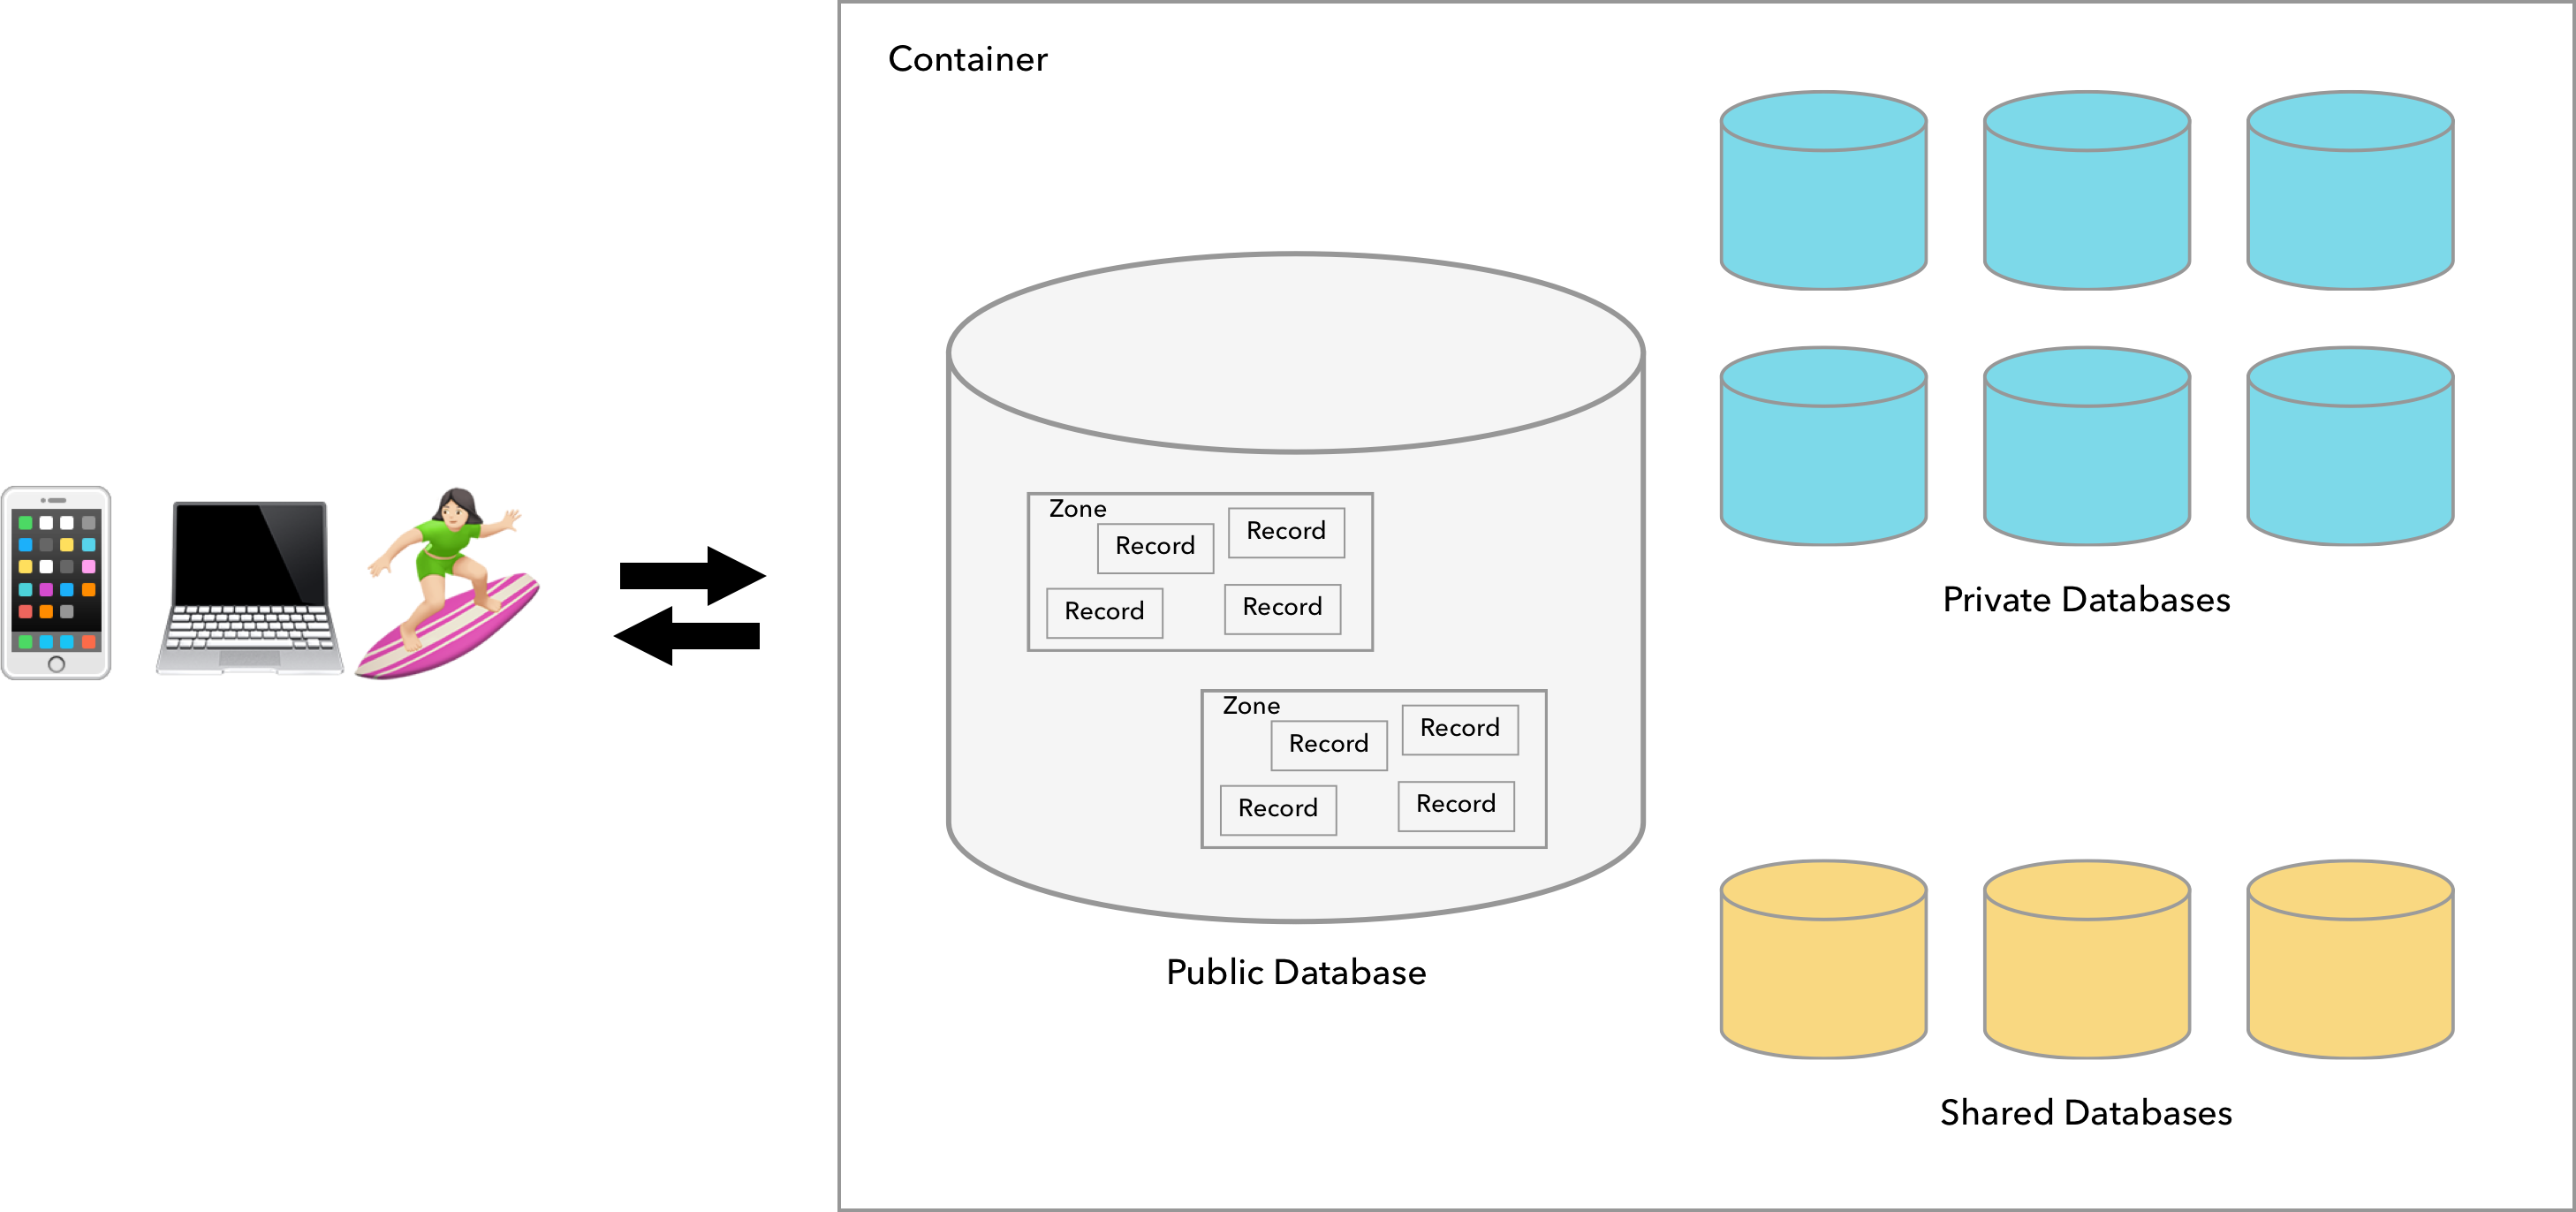 Container
Zone
Record
Record
Record
Record
Zone
Record
Record
Record
Record
Public Database
Private Databases
Shared Databases